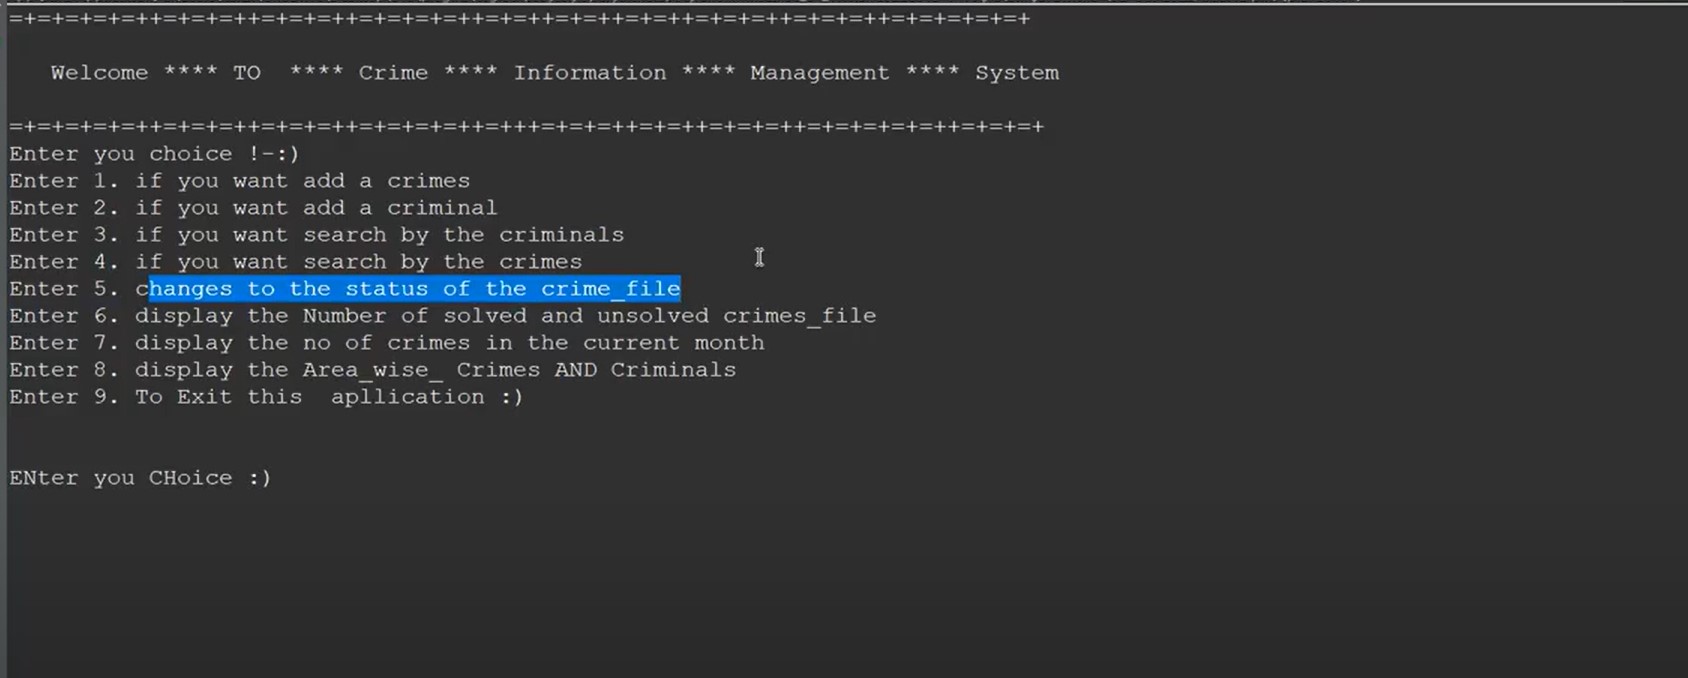 =+=+=+=+=++=+=+=++=+=+=++=+=+=+=+=++=+=+=++=+=+=++=+=+=++=+=+=++=+=+=+=+=+
Welcome **** TO **** Crime **** Information **** Management **** System
=+=+=+=+=++=+=+=++=+=+=++=+=+=+=+=+++=+=+=++=+=+=++=+=+=+=++=+=+=+=+=++=+=+=+
Enter you choice !-:)
Enter 1. if you want add a crimes
Enter 2. if you want add a criminal
Enter 3. if you want search by the criminals
Enter 4. if you want search by the crimes
Enter 5. changes to the status of the crime_file
Enter 6. display the Number of solved and unsolved crimes_file
Enter 7. display the no of crimes in the current month
Enter 8. display the Area_wise_ Crimes AND Criminals
Enter 9. To Exit this  apllication :)
ENter you CHoice :)